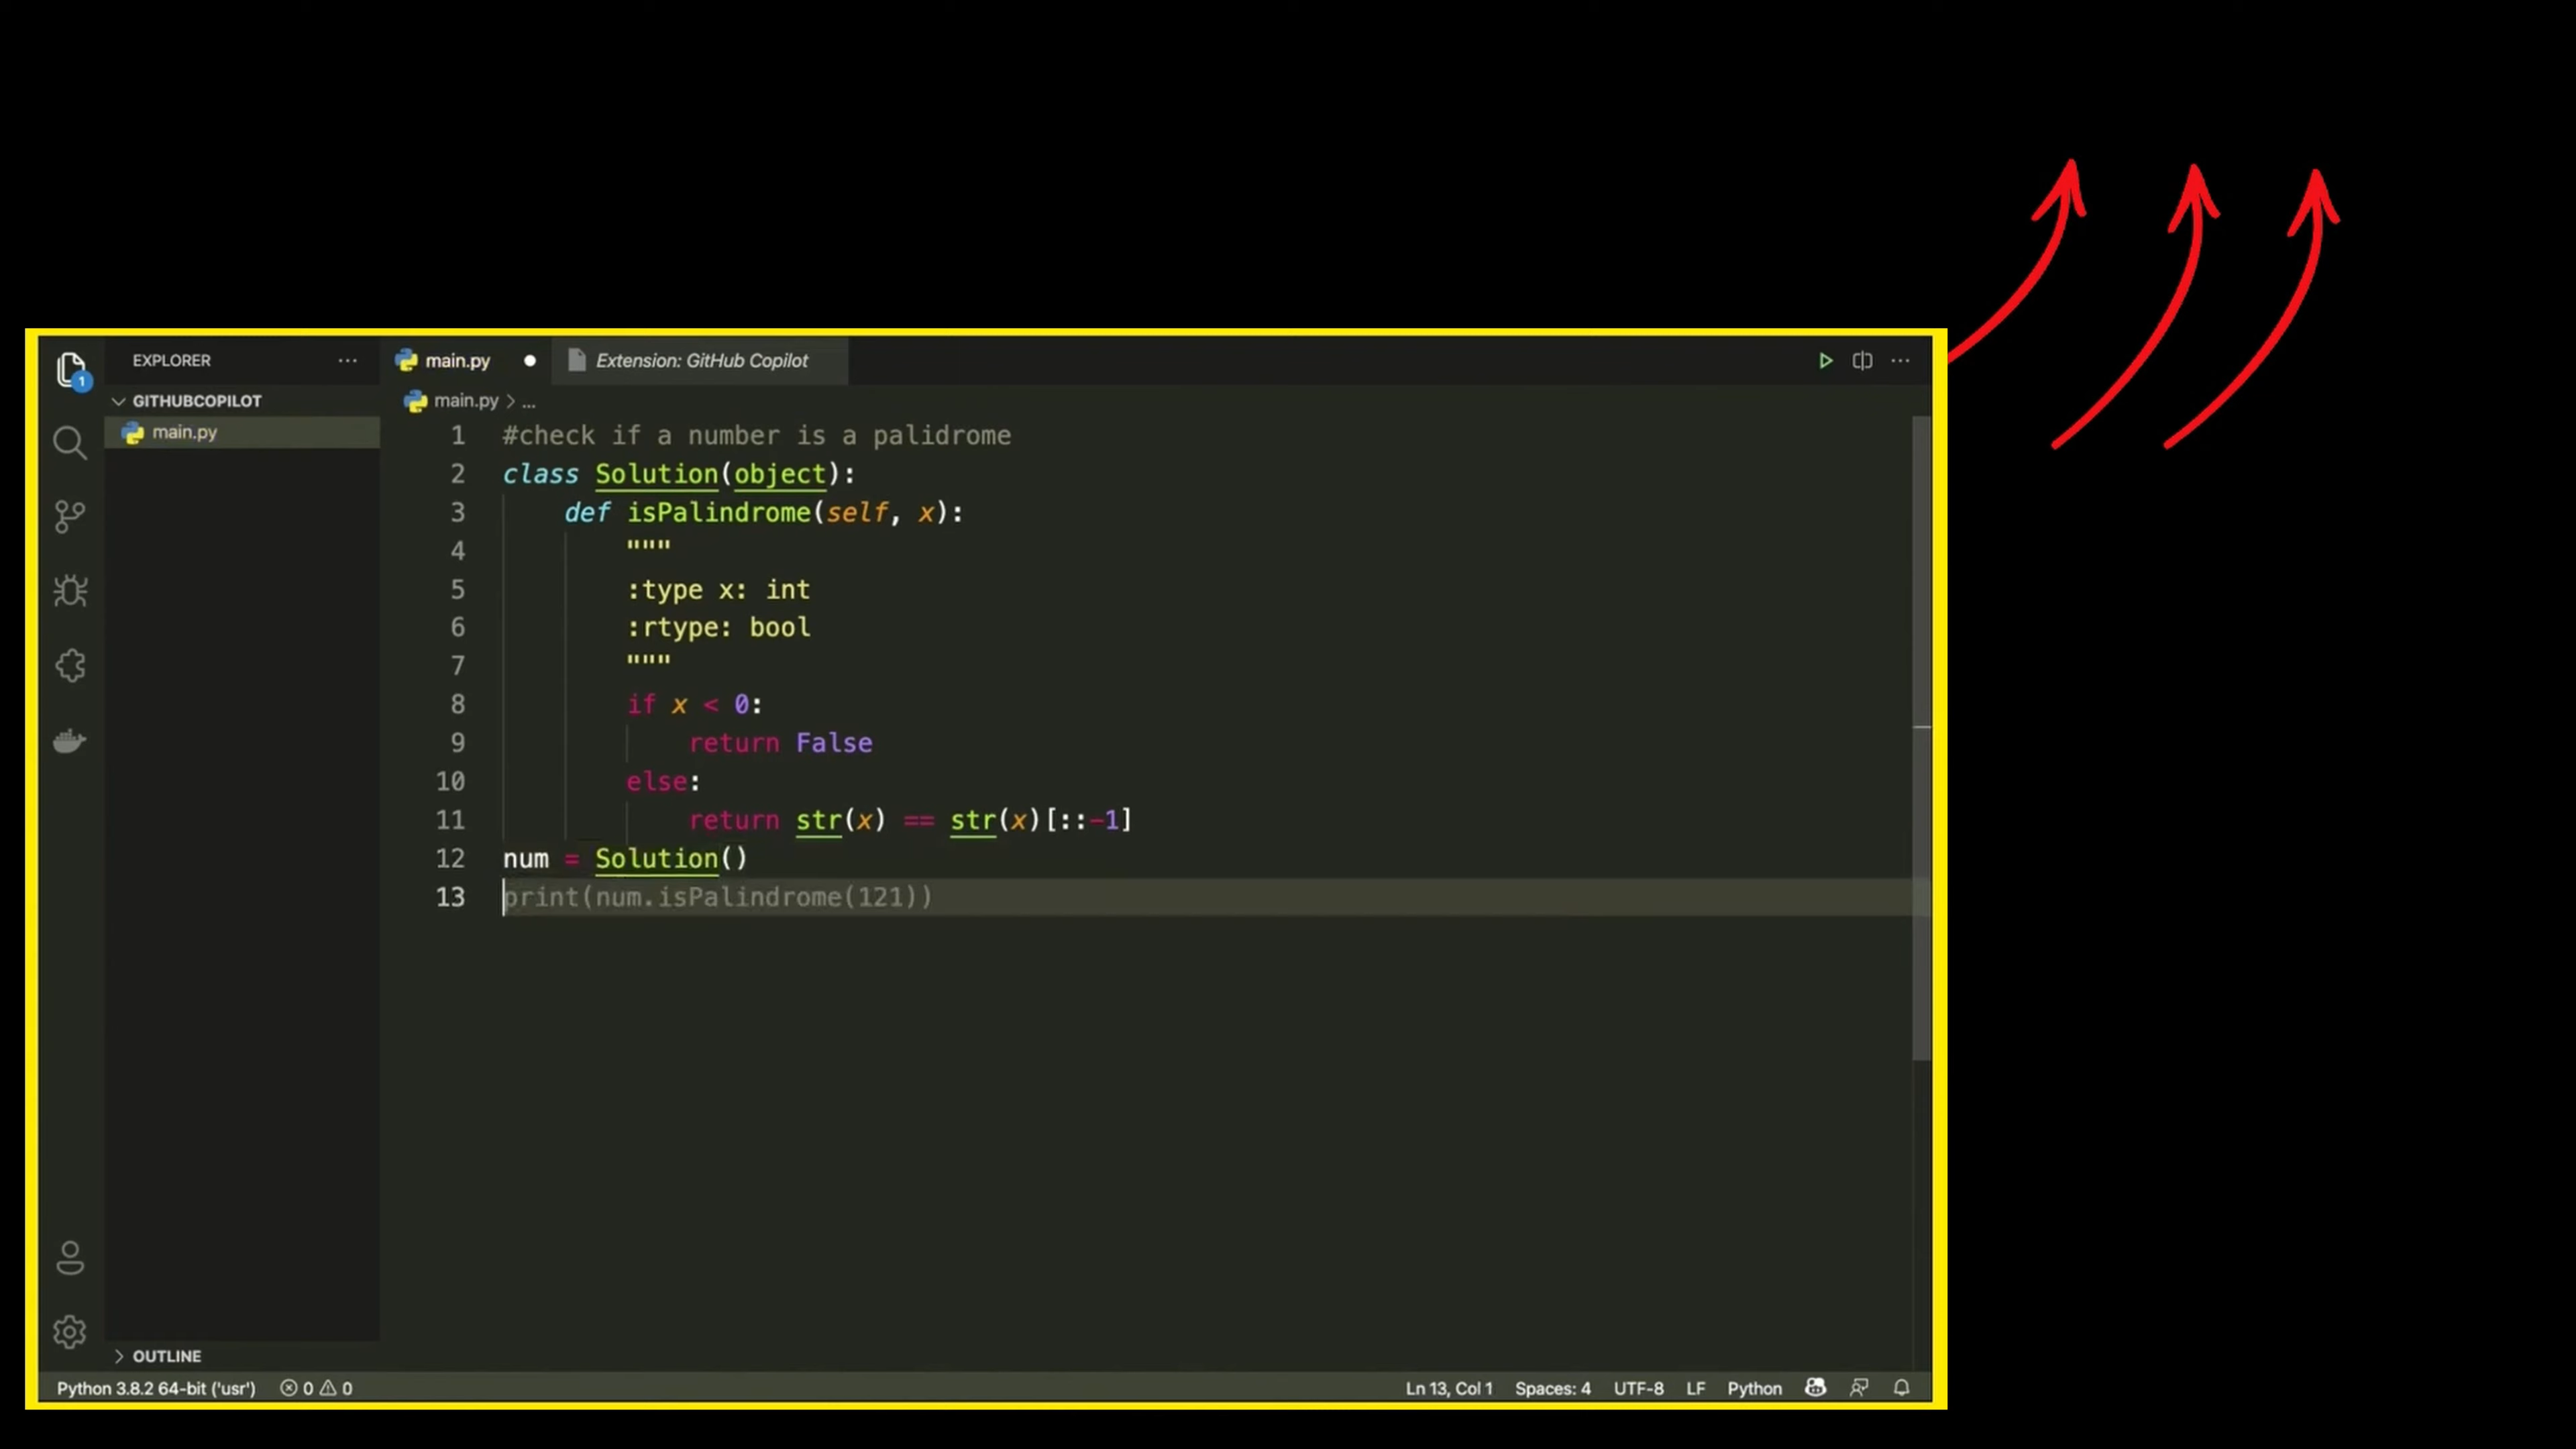 EXPLORER ···
main.py
Extension: GitHub Copilot
1
GITHUBCOPILOT
main.py
main.py > ...
1 #check if a number is a palidrome
2 class Solution(object):
3     def isPalindrome(self, x):
4         """
5         :type x: int
6         :rtype: bool
7         """
8         if x < 0:
9             return False
10         else:
11             return str(x) == str(x)[::-1]
12 num = Solution()
13 print(num.isPalindrome(121))
OUTLINE
Python 3.8.2 64-bit ('usr') 0 0 Ln 13, Col 1 Spaces: 4 UTF-8 LF Python